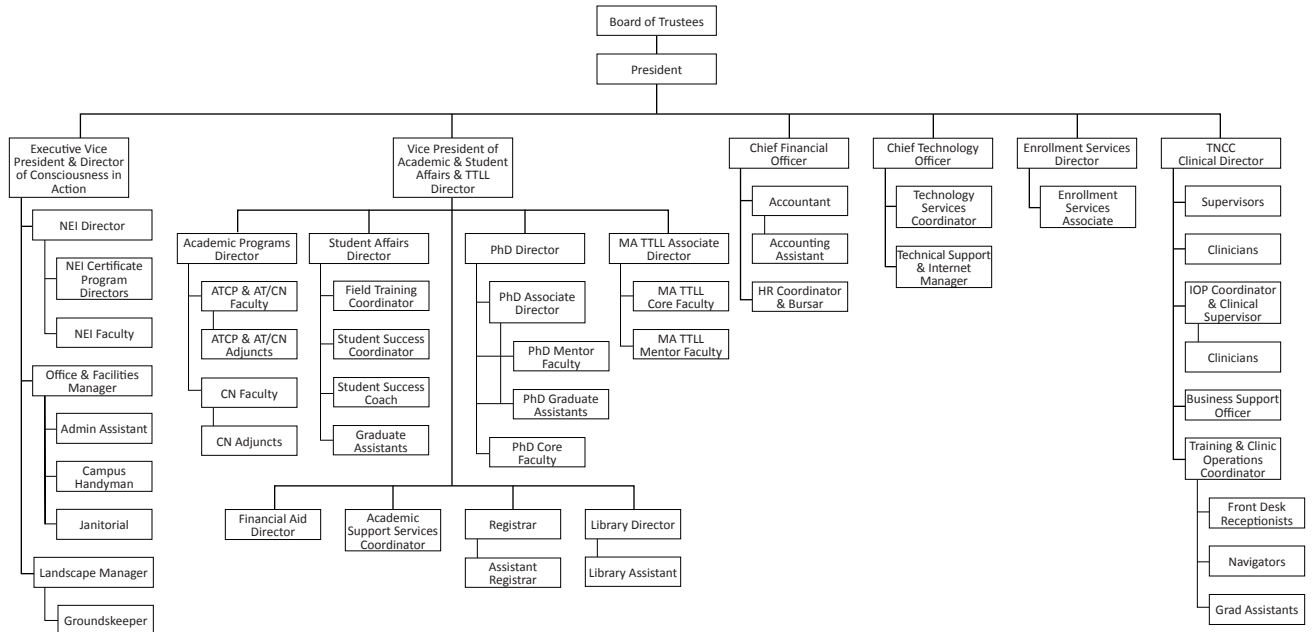 Board of Trustees
President
Executive Vice
President & Director
of Consciousness in
Action
NEI Director
NEI Certificate
Program
Directors
NEI Faculty
Office & Facilities
Manager
Admin Assistant
Campus
Handyman
Janitorial
Landscape Manager
Groundskeeper
Vice President of
Academic & Student
Affairs & TTLL
Director
Academic Programs
Director
ATCP & AT/CN
Faculty
ATCP & AT/CN
Adjuncts
CN Faculty
CN Adjuncts
Student Affairs
Director
Field Training
Coordinator
Student Success
Coordinator
Student Success
Coach
Graduate
Assistants
PhD Director
PhD Associate
Director
PhD Mentor
Faculty
PhD Graduate
Assistants
PhD Core
Faculty
MA TTLL Associate
Director
MA TTLL
Core Faculty
MA TTLL
Mentor Faculty
Financial Aid
Director
Academic
Support Services
Coordinator
Registrar
Assistant
Registrar
Library Director
Library Assistant
Chief Financial
Officer
Accountant
Accounting
Assistant
HR Coordinator
& Bursar
Chief Technology
Officer
Technology
Services
Coordinator
Technical Support
& Internet
Manager
Enrollment Services
Director
Enrollment
Services
Associate
TNCC
Clinical Director
Supervisors
Clinicians
IOP Coordinator
& Clinical
Supervisor
Clinicians
Business Support
Officer
Training & Clinic
Operations
Coordinator
Front Desk
Receptionists
Navigators
Grad Assistants